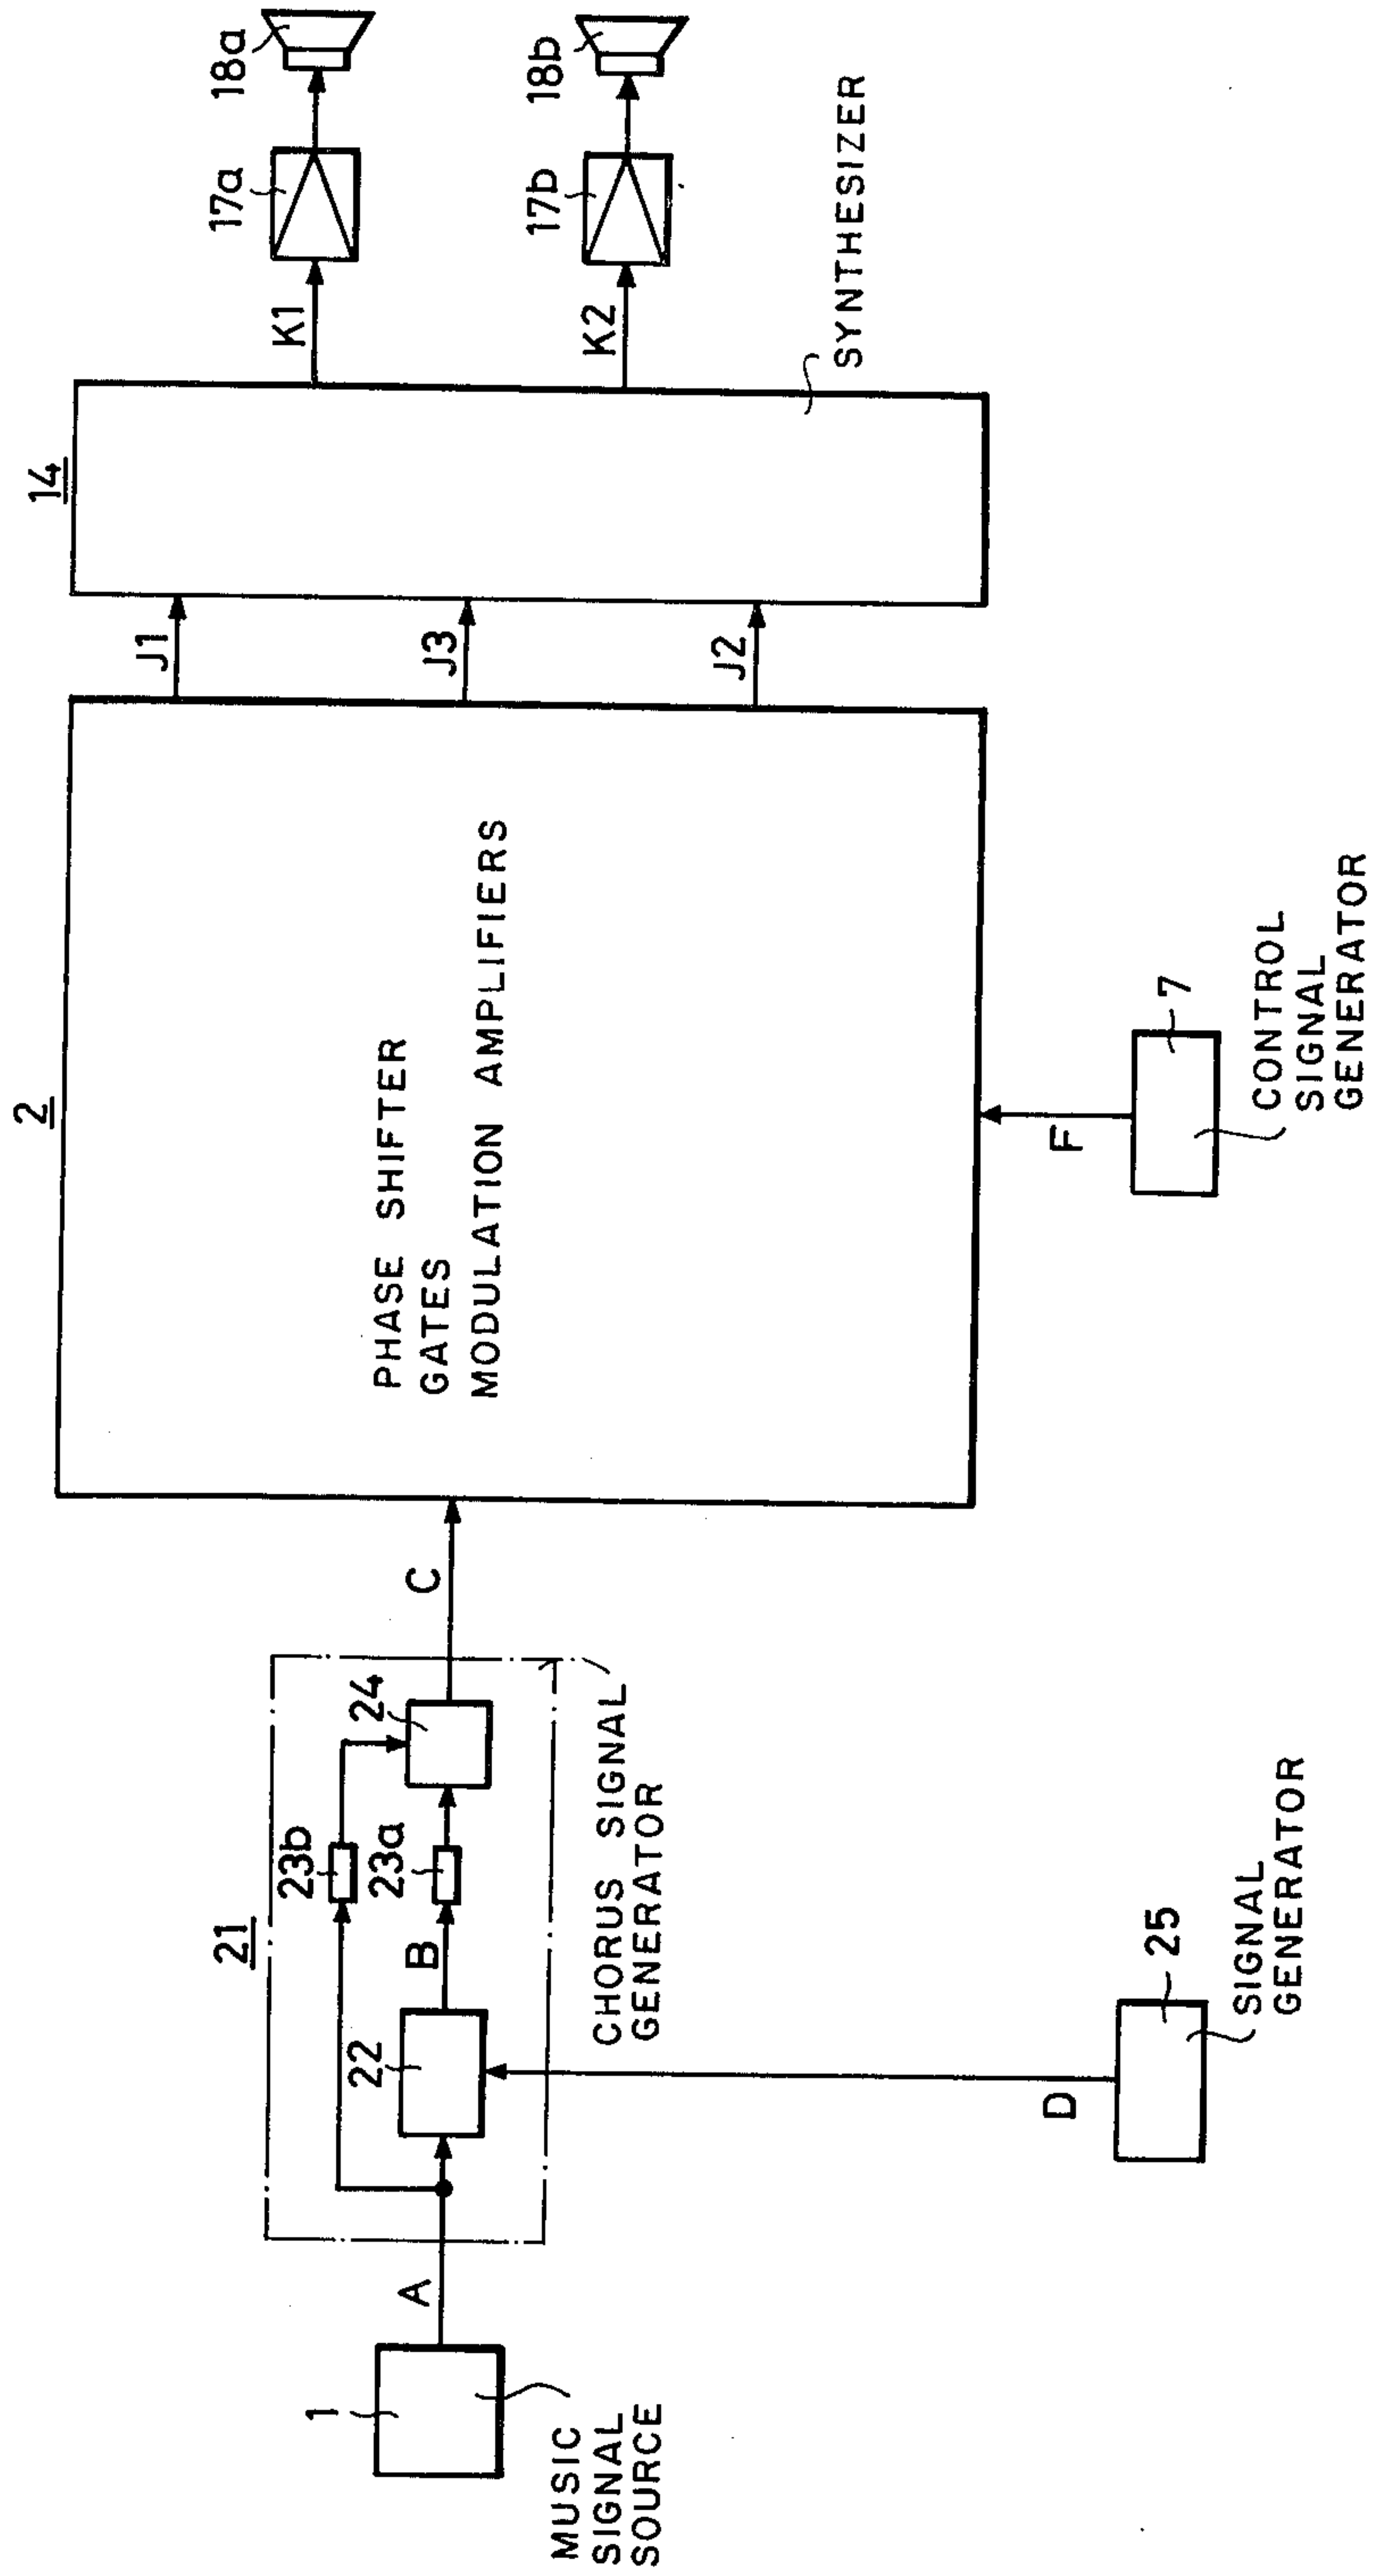 1
MUSIC
SIGNAL
SOURCE
A
21
22
B
23b
23a
24
CHORUS SIGNAL
GENERATOR
D
25
SIGNAL
GENERATOR
C
2
PHASE SHIFTER
GATES
MODULATION AMPLIFIERS
F
7
CONTROL
SIGNAL
GENERATOR
J1
J3
J2
14
SYNTHESIZER
K1
K2
17a
17b
18a
18b